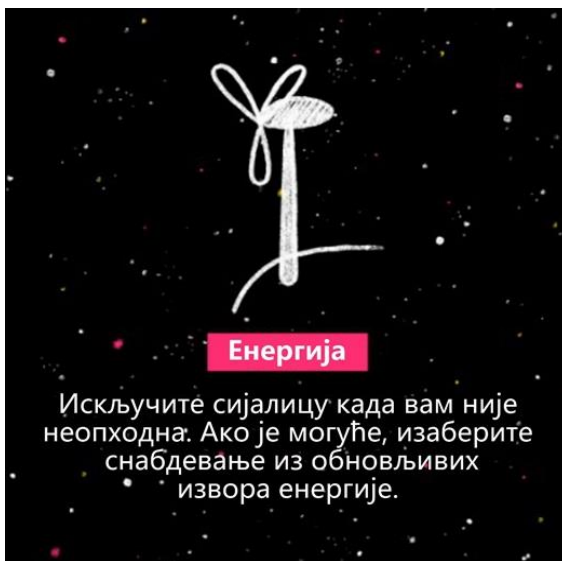 Енергија
Искључите сијалицу када вам није
неопходна. Ако је могуће, изаберите
снабдевање из обновљивих
извора енергије.